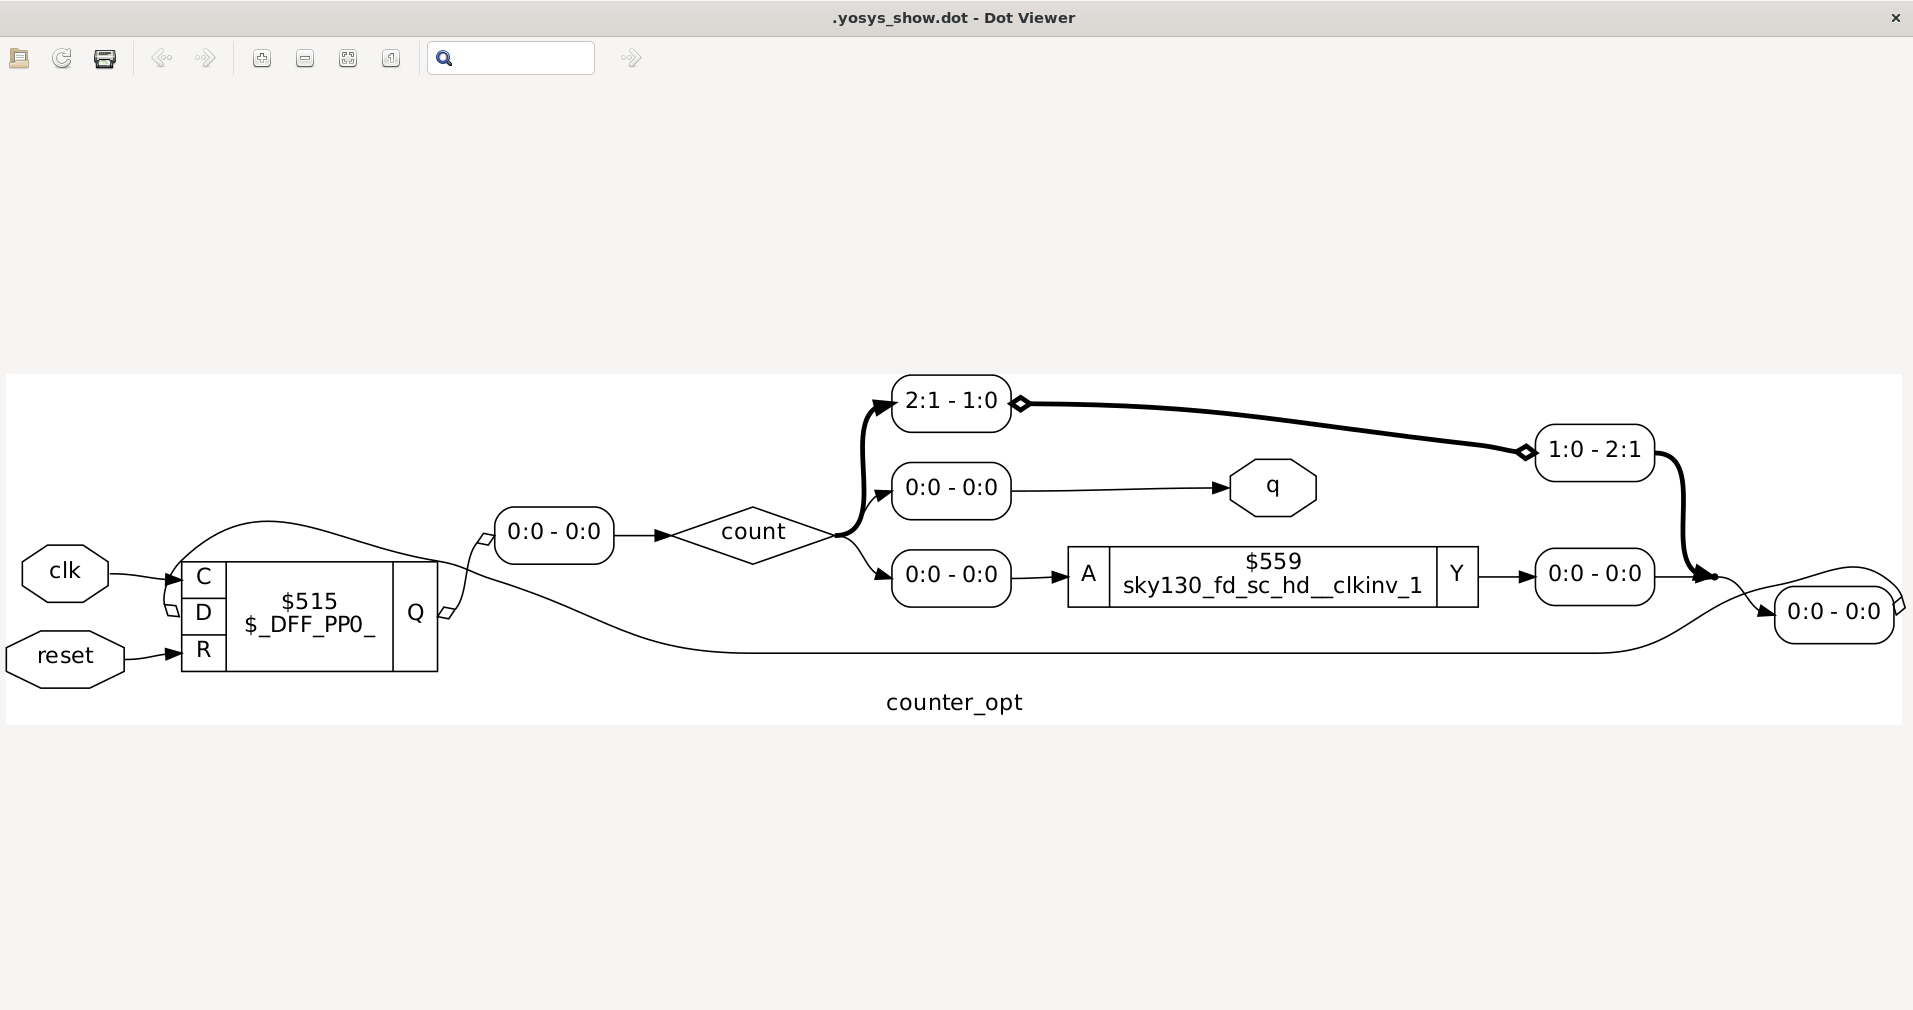 .yosys_show.dot - Dot Viewer
clk
reset
C
D
R
$515
$_DFF_PP0_
Q
0:0 - 0:0
count
2:1 - 1:0
0:0 - 0:0
0:0 - 0:0
q
A
$559
sky130_fd_sc_hd__clkinv_1
Y
1:0 - 2:1
0:0 - 0:0
0:0 - 0:0
counter_opt